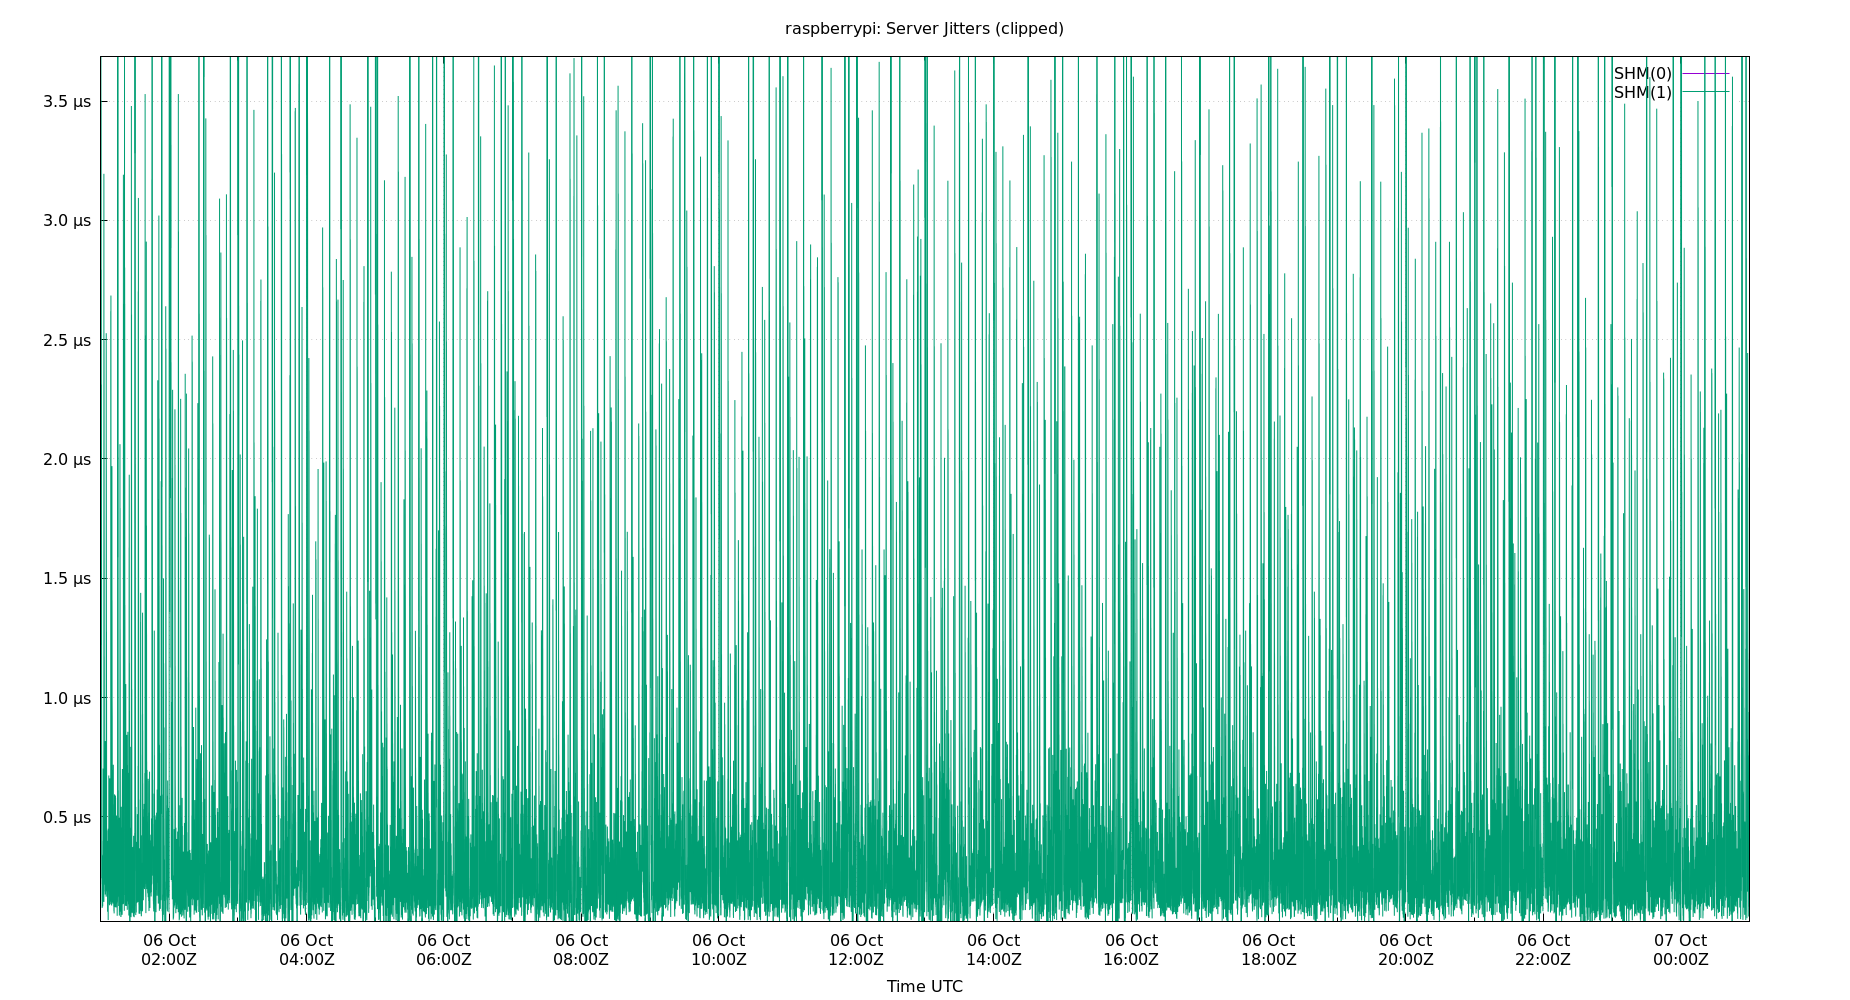 raspberrypi: Server Jitters (clipped)
SHM(0)
SHM(1)
3.5 µs
3.0 µs
2.5 µs
2.0 µs
1.5 µs
1.0 µs
0.5 µs
06 Oct 06 Oct 06 Oct 06 Oct 06 Oct 06 Oct 06 Oct 06 Oct 06 Oct 06 Oct 06 Oct 07 Oct
02:00Z 04:00Z 06:00Z 08:00Z 10:00Z 12:00Z 14:00Z 16:00Z 18:00Z 20:00Z 22:00Z 00:00Z
Time UTC